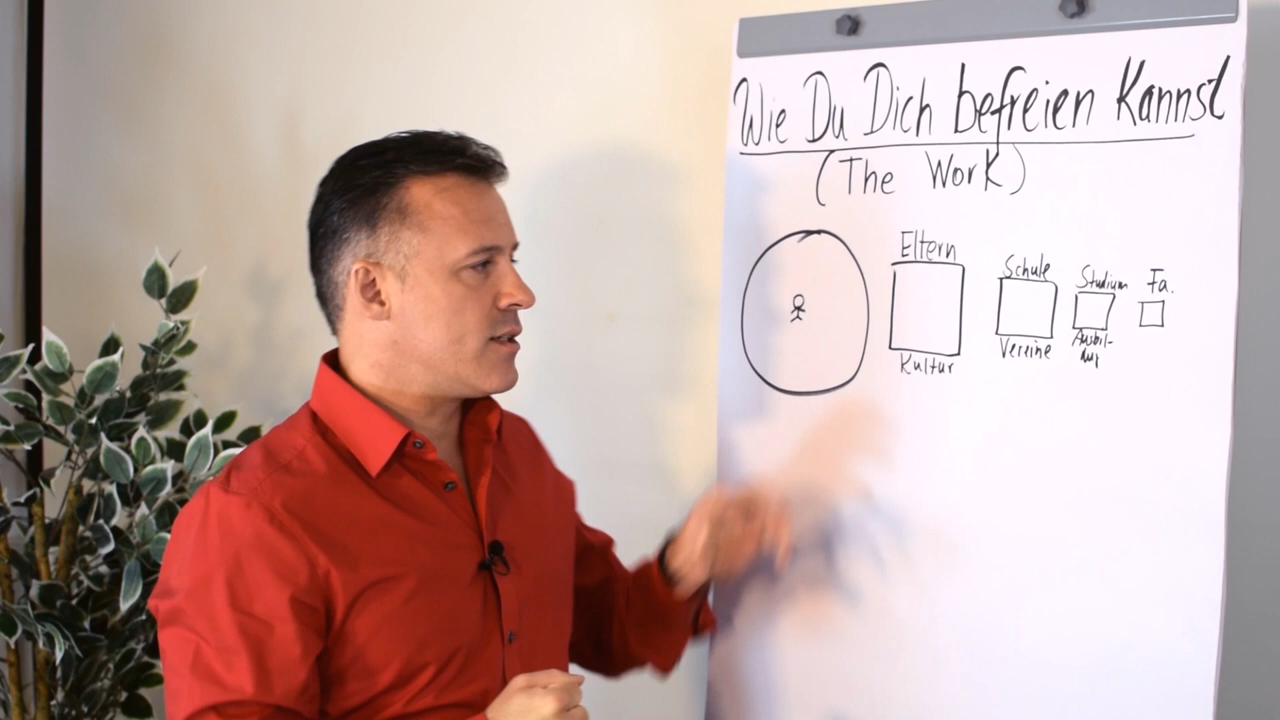 Wie Du Dich befreien Kannst
(The Work)
Eltern
Kultur
Schule
Vereine
Studium
Ausbil-
dung
Fa.